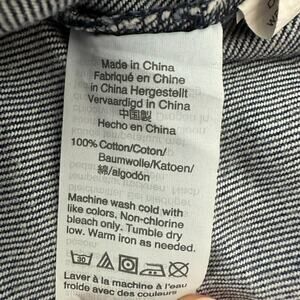 Made in China
Fabriqué en Chine
in China Hergestellt
Vervaardigd in China
中国製
Hecho en China
100% Cotton/Coton/
Baumwolle/Katoen/
綿/algodón
Machine wash cold with
like colors. Non-chlorine
bleach only. Tumble dry
low. Warm iron as needed.
30
Laver à la machine à l'eau
froide avec des couleurs